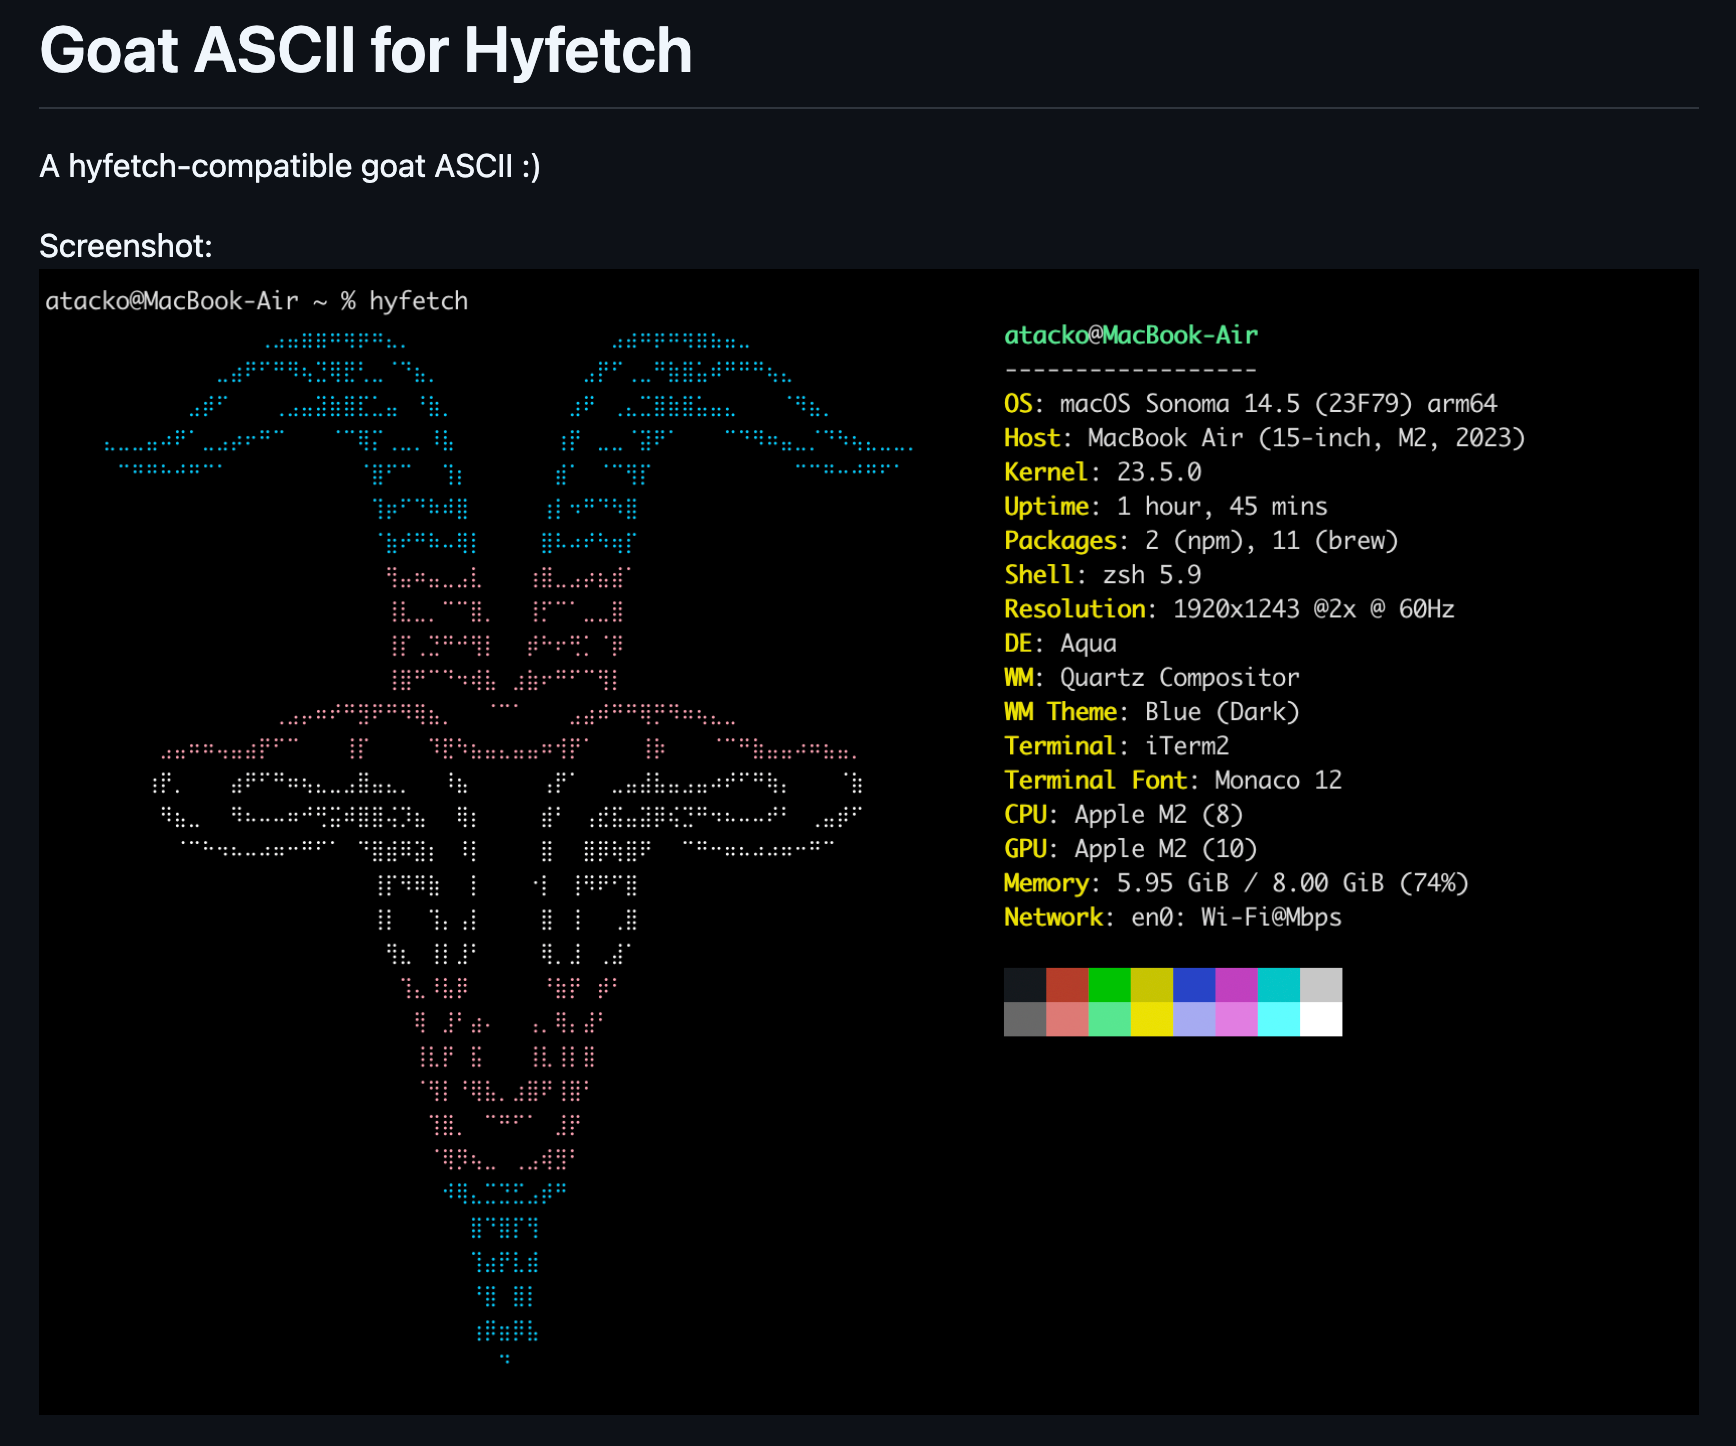 Goat ASCII for Hyfetch
A hyfetch-compatible goat ASCII :)
Screenshot:
atacko@MacBook-Air ~ % hyfetch
atacko@MacBook-Air
------------------
OS: macOS Sonoma 14.5 (23F79) arm64
Host: MacBook Air (15-inch, M2, 2023)
Kernel: 23.5.0
Uptime: 1 hour, 45 mins
Packages: 2 (npm), 11 (brew)
Shell: zsh 5.9
Resolution: 1920x1243 @2x @ 60Hz
DE: Aqua
WM: Quartz Compositor
WM Theme: Blue (Dark)
Terminal: iTerm2
Terminal Font: Monaco 12
CPU: Apple M2 (8)
GPU: Apple M2 (10)
Memory: 5.95 GiB / 8.00 GiB (74%)
Network: en0: Wi-Fi@Mbps